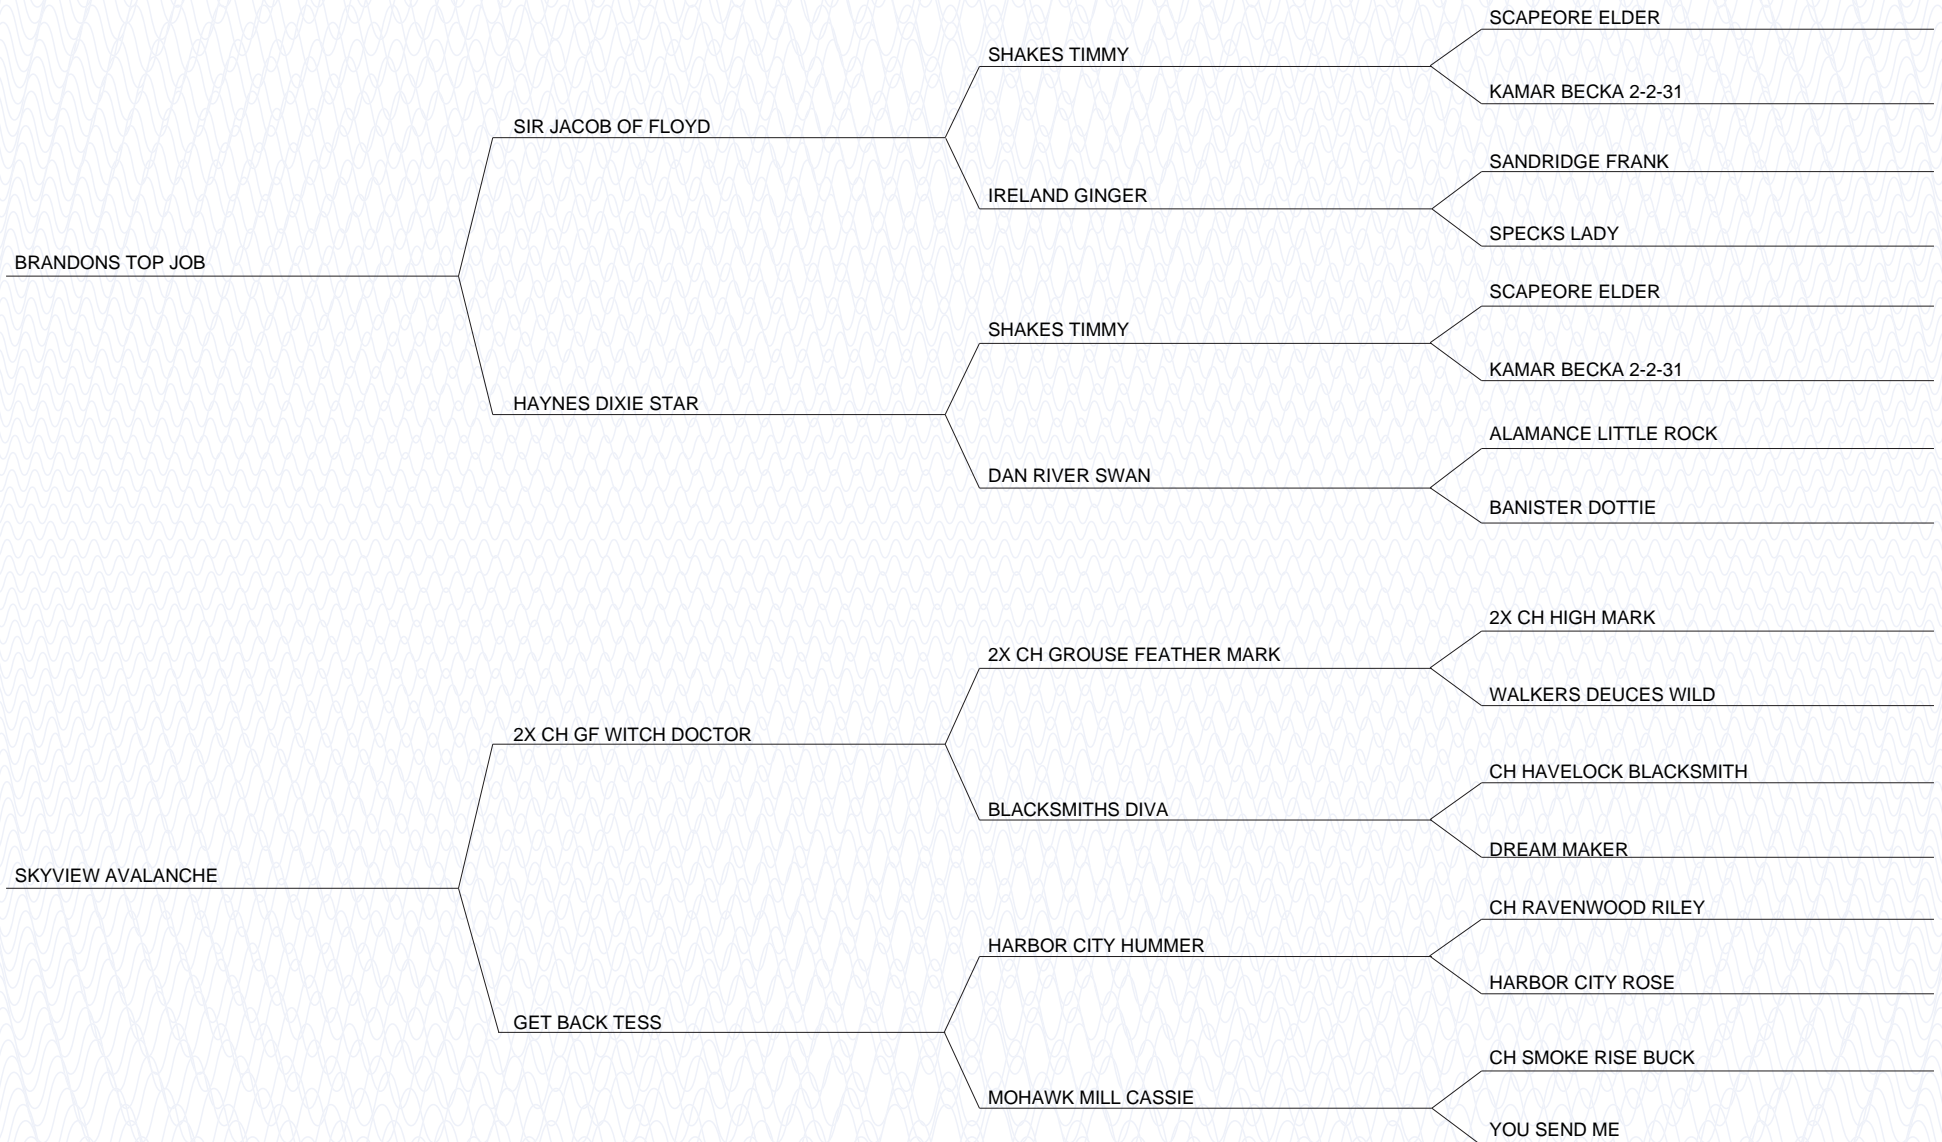 SCAPEORE ELDER
SHAKES TIMMY
KAMAR BECKA 2-2-31
SIR JACOB OF FLOYD
SANDRIDGE FRANK
IRELAND GINGER
SPECKS LADY
BRANDONS TOP JOB
SCAPEORE ELDER
SHAKES TIMMY
KAMAR BECKA 2-2-31
HAYNES DIXIE STAR
ALAMANCE LITTLE ROCK
DAN RIVER SWAN
BANISTER DOTTIE
2X CH HIGH MARK
2X CH GROUSE FEATHER MARK
WALKERS DEUCES WILD
2X CH GF WITCH DOCTOR
CH HAVELOCK BLACKSMITH
BLACKSMITHS DIVA
DREAM MAKER
SKYVIEW AVALANCHE
CH RAVENWOOD RILEY
HARBOR CITY HUMMER
HARBOR CITY ROSE
GET BACK TESS
CH SMOKE RISE BUCK
MOHAWK MILL CASSIE
YOU SEND ME